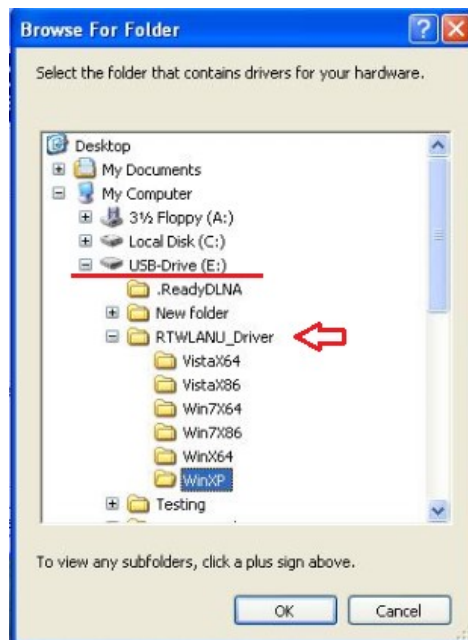 Browse For Folder
Select the folder that contains drivers for your hardware.
Desktop
My Documents
My Computer
3½ Floppy (A:)
Local Disk (C:)
USB-Drive (E:)
.ReadyDLNA
New folder
RTWLANU_Driver
VistaX64
VistaX86
Win7X64
Win7X86
WinX64
WinXP
Testing
To view any subfolders, click a plus sign above.
OK Cancel